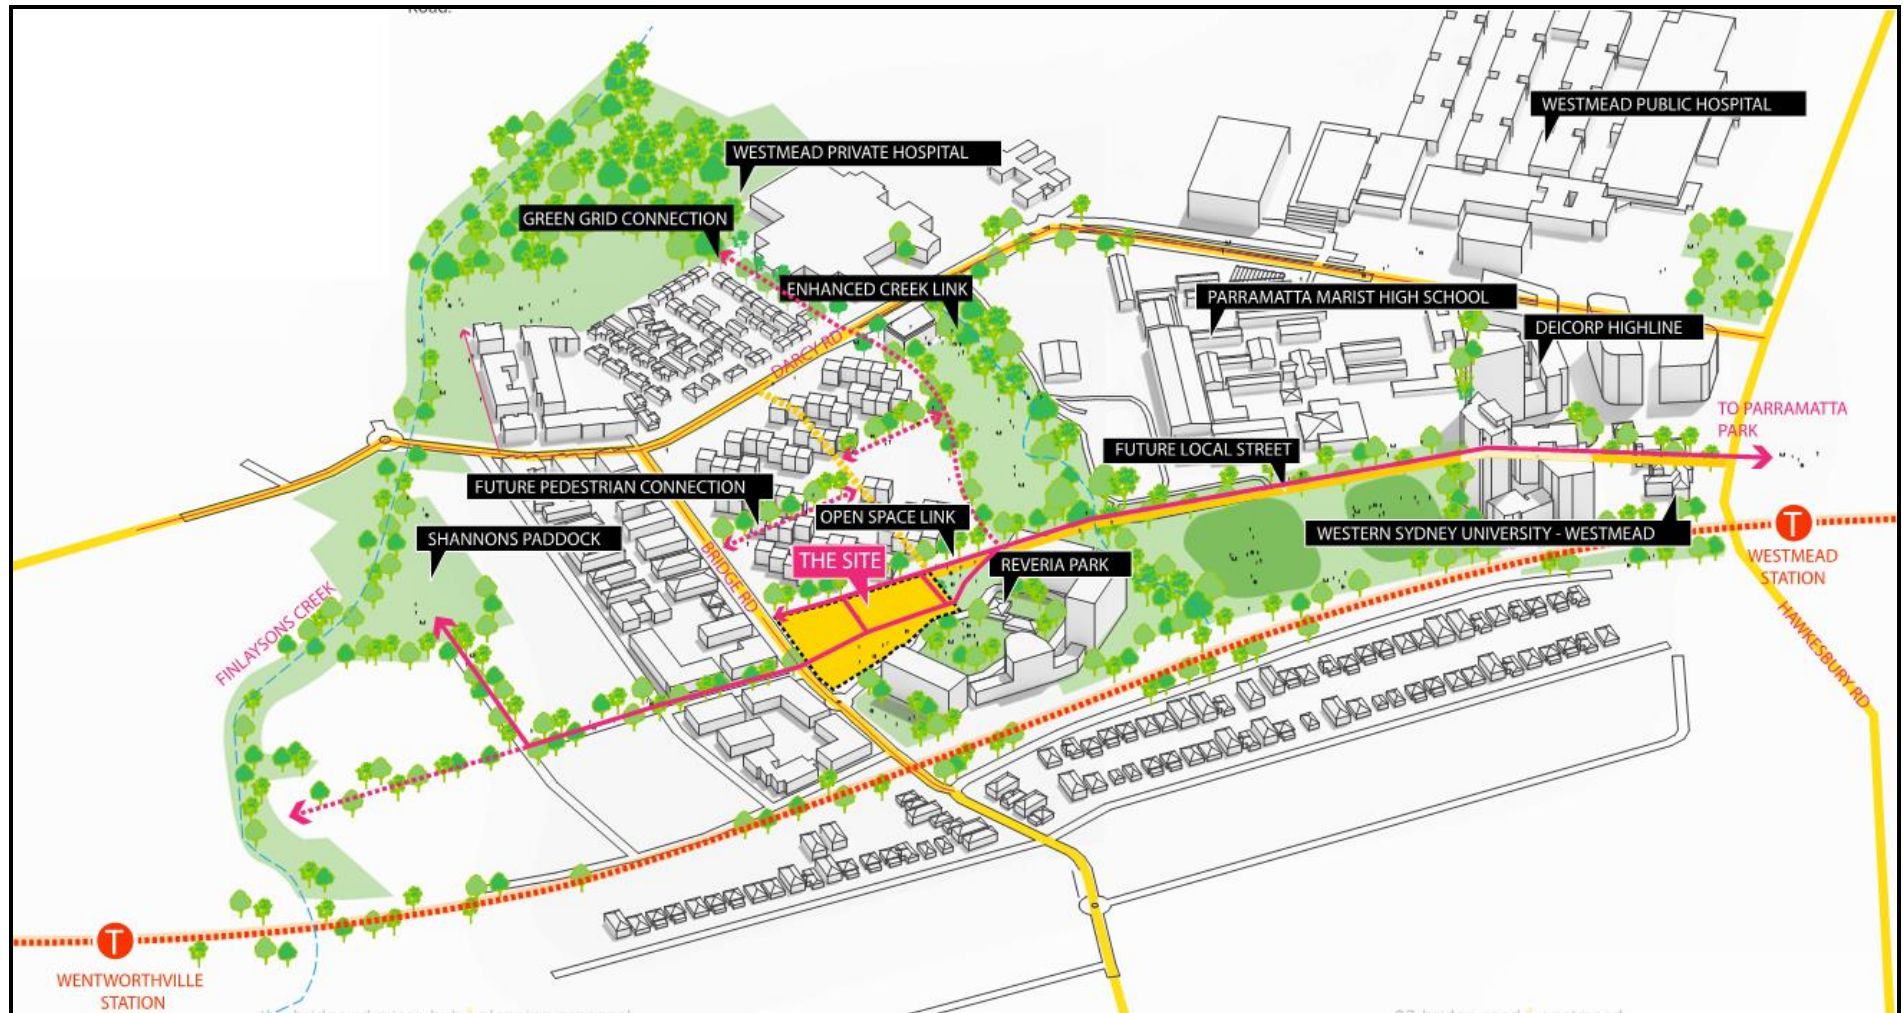 Road.
WESTMEAD PUBLIC HOSPITAL
WESTMEAD PRIVATE HOSPITAL
GREEN GRID CONNECTION
ENHANCED CREEK LINK
PARRAMATTA MARIST HIGH SCHOOL
DEICORP HIGHLINE
DARCY RD
TO PARRAMATTA
PARK
FUTURE LOCAL STREET
FUTURE PEDESTRIAN CONNECTION
OPEN SPACE LINK
SHANNONS PADDOCK
WESTERN SYDNEY UNIVERSITY - WESTMEAD
T
WESTMEAD
STATION
THE SITE
REVERIA PARK
BRIDGE RD
FINLAYSONS CREEK
HAWKESBURY RD
T
WENTWORTHVILLE
STATION